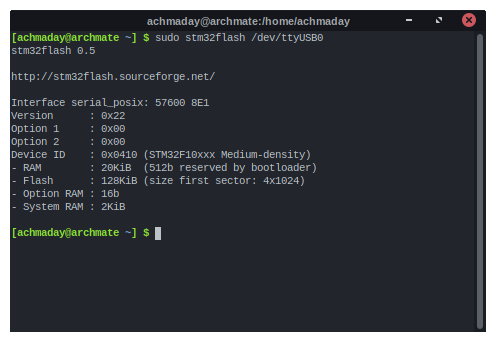 achmaday@archmate:/home/achmaday
[achmaday@archmate ~] $ sudo stm32flash /dev/ttyUSB0
stm32flash 0.5
http://stm32flash.sourceforge.net/
Interface serial_posix: 57600 8E1
Version      : 0x22
Option 1     : 0x00
Option 2     : 0x00
Device ID    : 0x0410 (STM32F10xxx Medium-density)
- RAM        : 20KiB  (512b reserved by bootloader)
- Flash      : 128KiB (size first sector: 4x1024)
- Option RAM : 16b
- System RAM : 2KiB
[achmaday@archmate ~] $